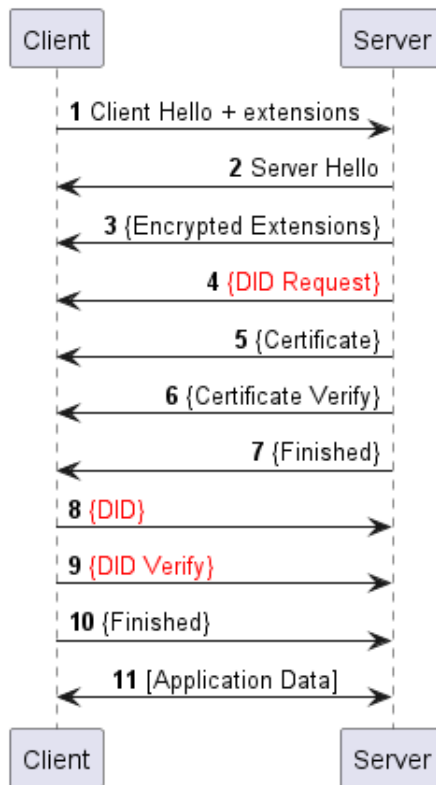 Client Server
1 Client Hello + extensions
2 Server Hello
3 {Encrypted Extensions}
4 {DID Request}
5 {Certificate}
6 {Certificate Verify}
7 {Finished}
8 {DID}
9 {DID Verify}
10 {Finished}
11 [Application Data]
Client Server